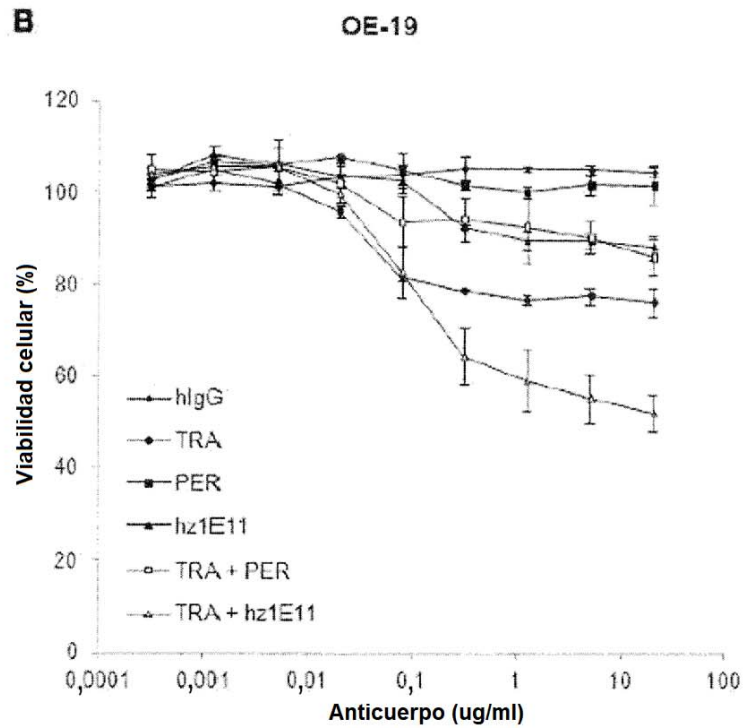 B
OE-19
120
100
80
60
40
20
0
Viabilidad celular (%)
hIgG
TRA
PER
hz1E11
TRA + PER
TRA + hz1E11
0,0001 0,001 0,01 0,1 1 10 100
Anticuerpo (ug/ml)